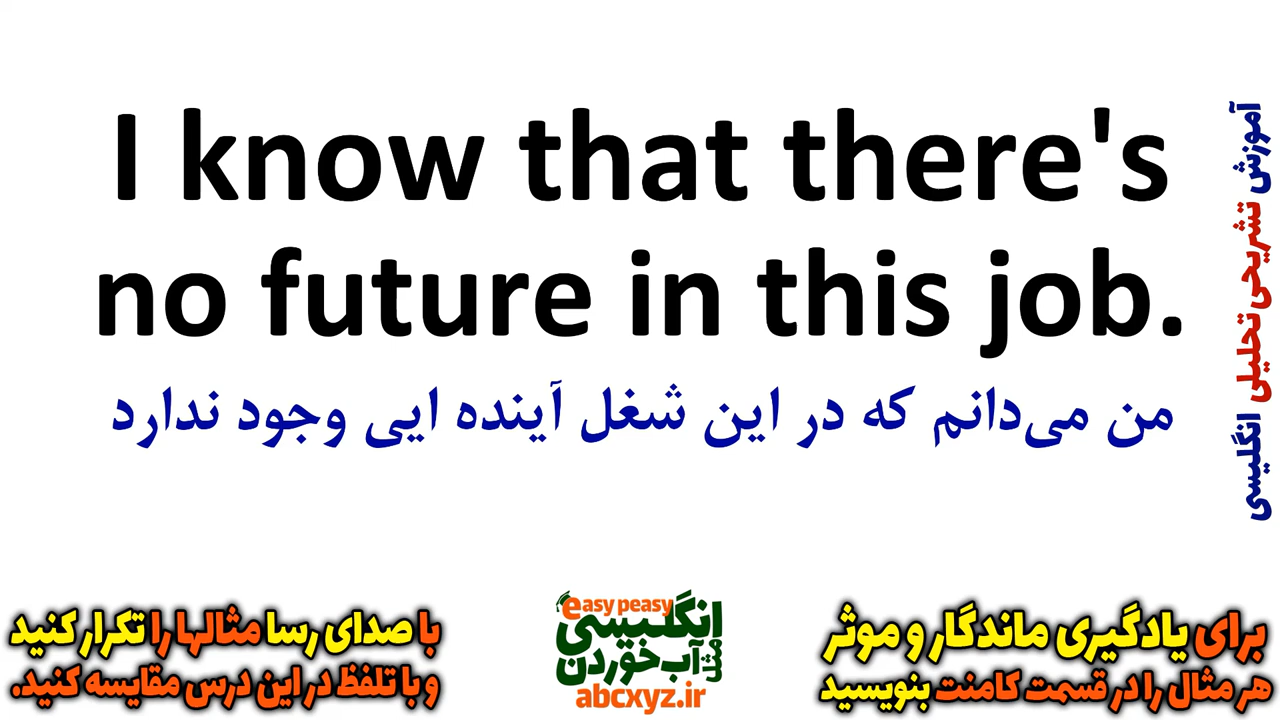 I know that there's
no future in this job.
من می‌دانم که در این شغل آینده ایی وجود ندارد
آموزش تشریحی تحلیلی انگلیسی
برای یادگیری ماندگار و موثر
هر مثال را در قسمت کامنت بنویسید
easy peasy
انگلیسی
مثل آب خوردن
abcxyz.ir
با صدای رسا مثالها را تکرار کنید
و با تلفظ در این درس مقایسه کنید.